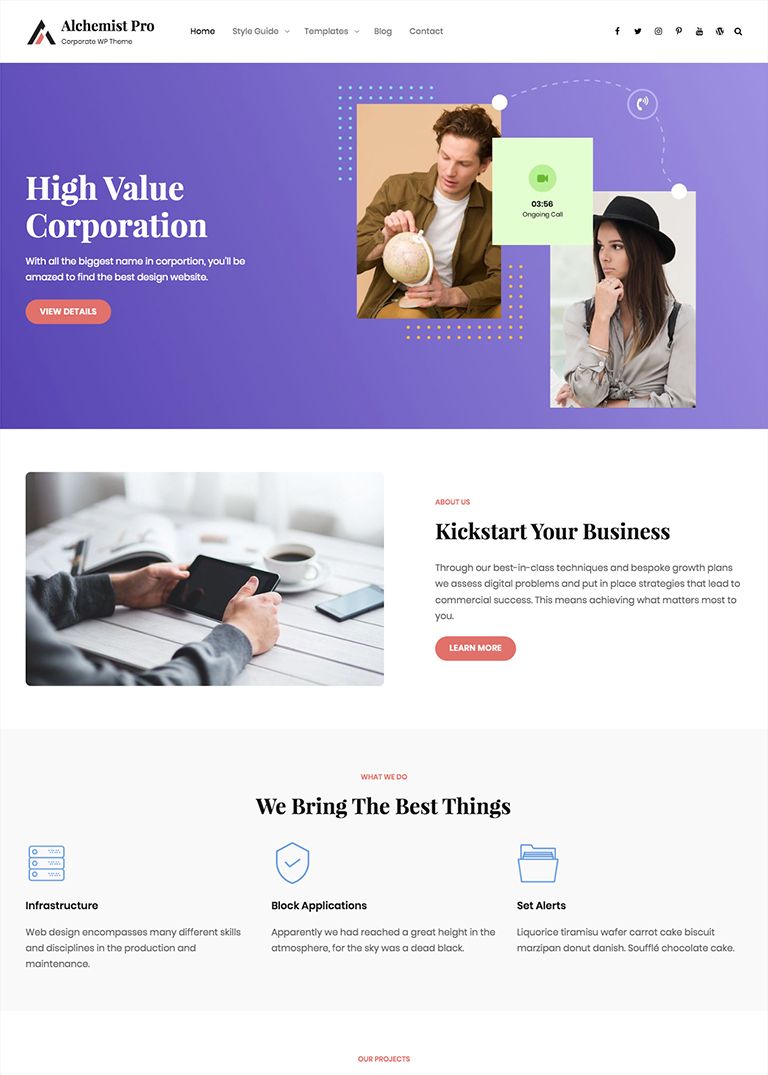 Alchemist Pro
Corporate WP Theme
Home Style Guide Templates Blog Contact
High Value
Corporation
With all the biggest name in corportion, you'll be
amazed to find the best design website.
VIEW DETAILS
03:56
Ongoing Call
ABOUT US
Kickstart Your Business
Through our best-in-class techniques and bespoke growth plans
we assess digital problems and put in place strategies that lead to
commercial success. This means achieving what matters most to
you.
LEARN MORE
WHAT WE DO
We Bring The Best Things
Infrastructure
Web design encompasses many different skills
and disciplines in the production and
maintenance.
Block Applications
Apparently we had reached a great height in the
atmosphere, for the sky was a dead black.
Set Alerts
Liquorice tiramisu wafer carrot cake biscuit
marzipan donut danish. Soufflé chocolate cake.
OUR PROJECTS